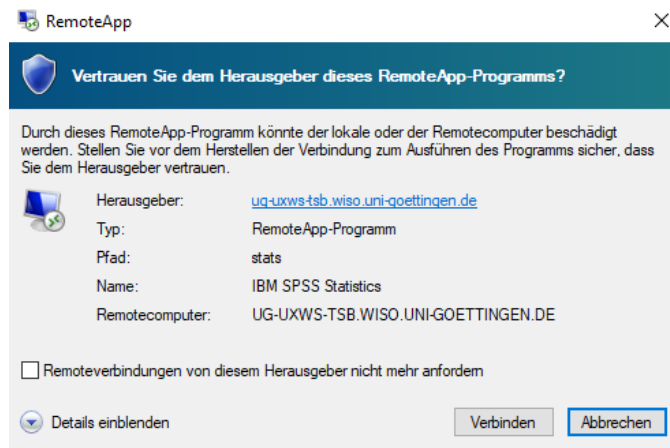 RemoteApp
Vertrauen Sie dem Herausgeber dieses RemoteApp-Programms?
Durch dieses RemoteApp-Programm könnte der lokale oder der Remotecomputer beschädigt
werden. Stellen Sie vor dem Herstellen der Verbindung zum Ausführen des Programms sicher, dass
Sie dem Herausgeber vertrauen.
Herausgeber: ug-uxws-tsb.wiso.uni-goettingen.de
Typ: RemoteApp-Programm
Pfad: stats
Name: IBM SPSS Statistics
Remotecomputer: UG-UXWS-TSB.WISO.UNI-GOETTINGEN.DE
Remoteverbindungen von diesem Herausgeber nicht mehr anfordern
Details einblenden Verbinden Abbrechen